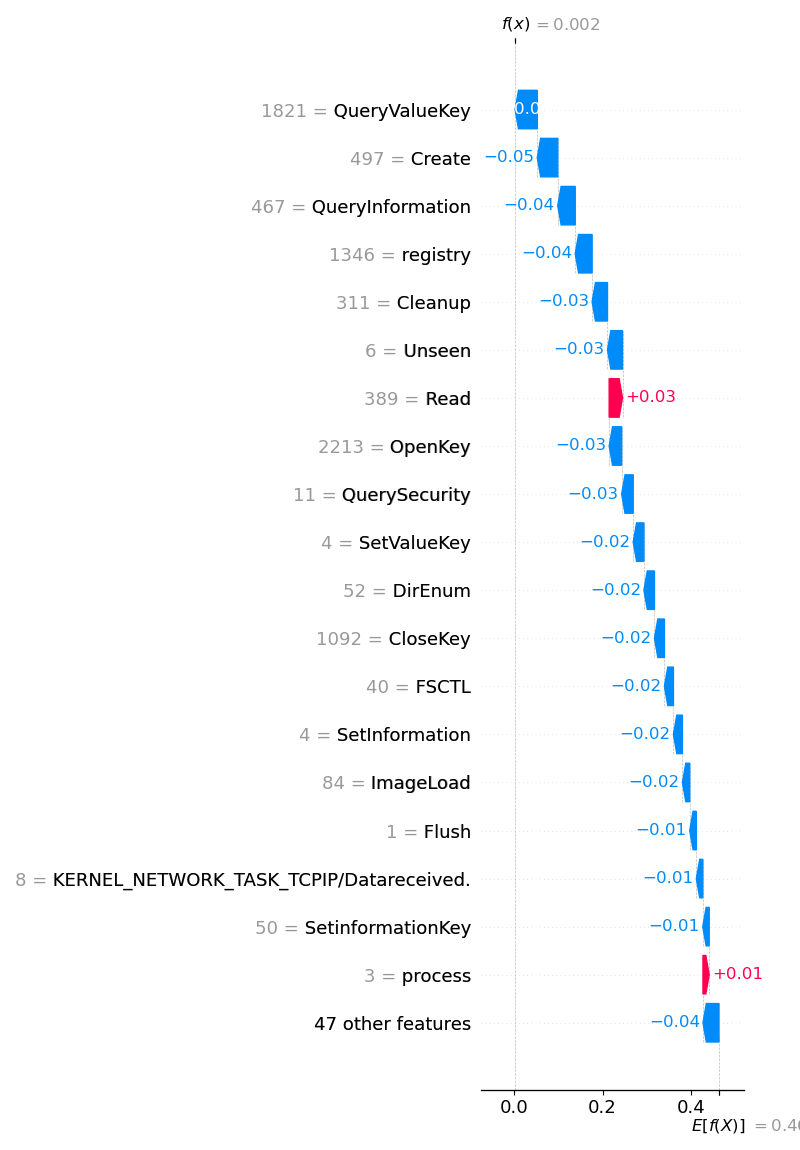 f(x) = 0.002
1821 = QueryValueKey
497 = Create −0.05
467 = QueryInformation −0.04
1346 = registry −0.04
311 = Cleanup −0.03
6 = Unseen −0.03
389 = Read +0.03
2213 = OpenKey −0.03
11 = QuerySecurity −0.03
4 = SetValueKey −0.02
52 = DirEnum −0.02
1092 = CloseKey −0.02
40 = FSCTL −0.02
4 = SetInformation −0.02
84 = ImageLoad −0.02
1 = Flush −0.01
8 = KERNEL_NETWORK_TASK_TCPIP/Datareceived. −0.01
50 = SetinformationKey −0.01
3 = process +0.01
47 other features −0.04
0.0 0.2 0.4
E[f(X)] =